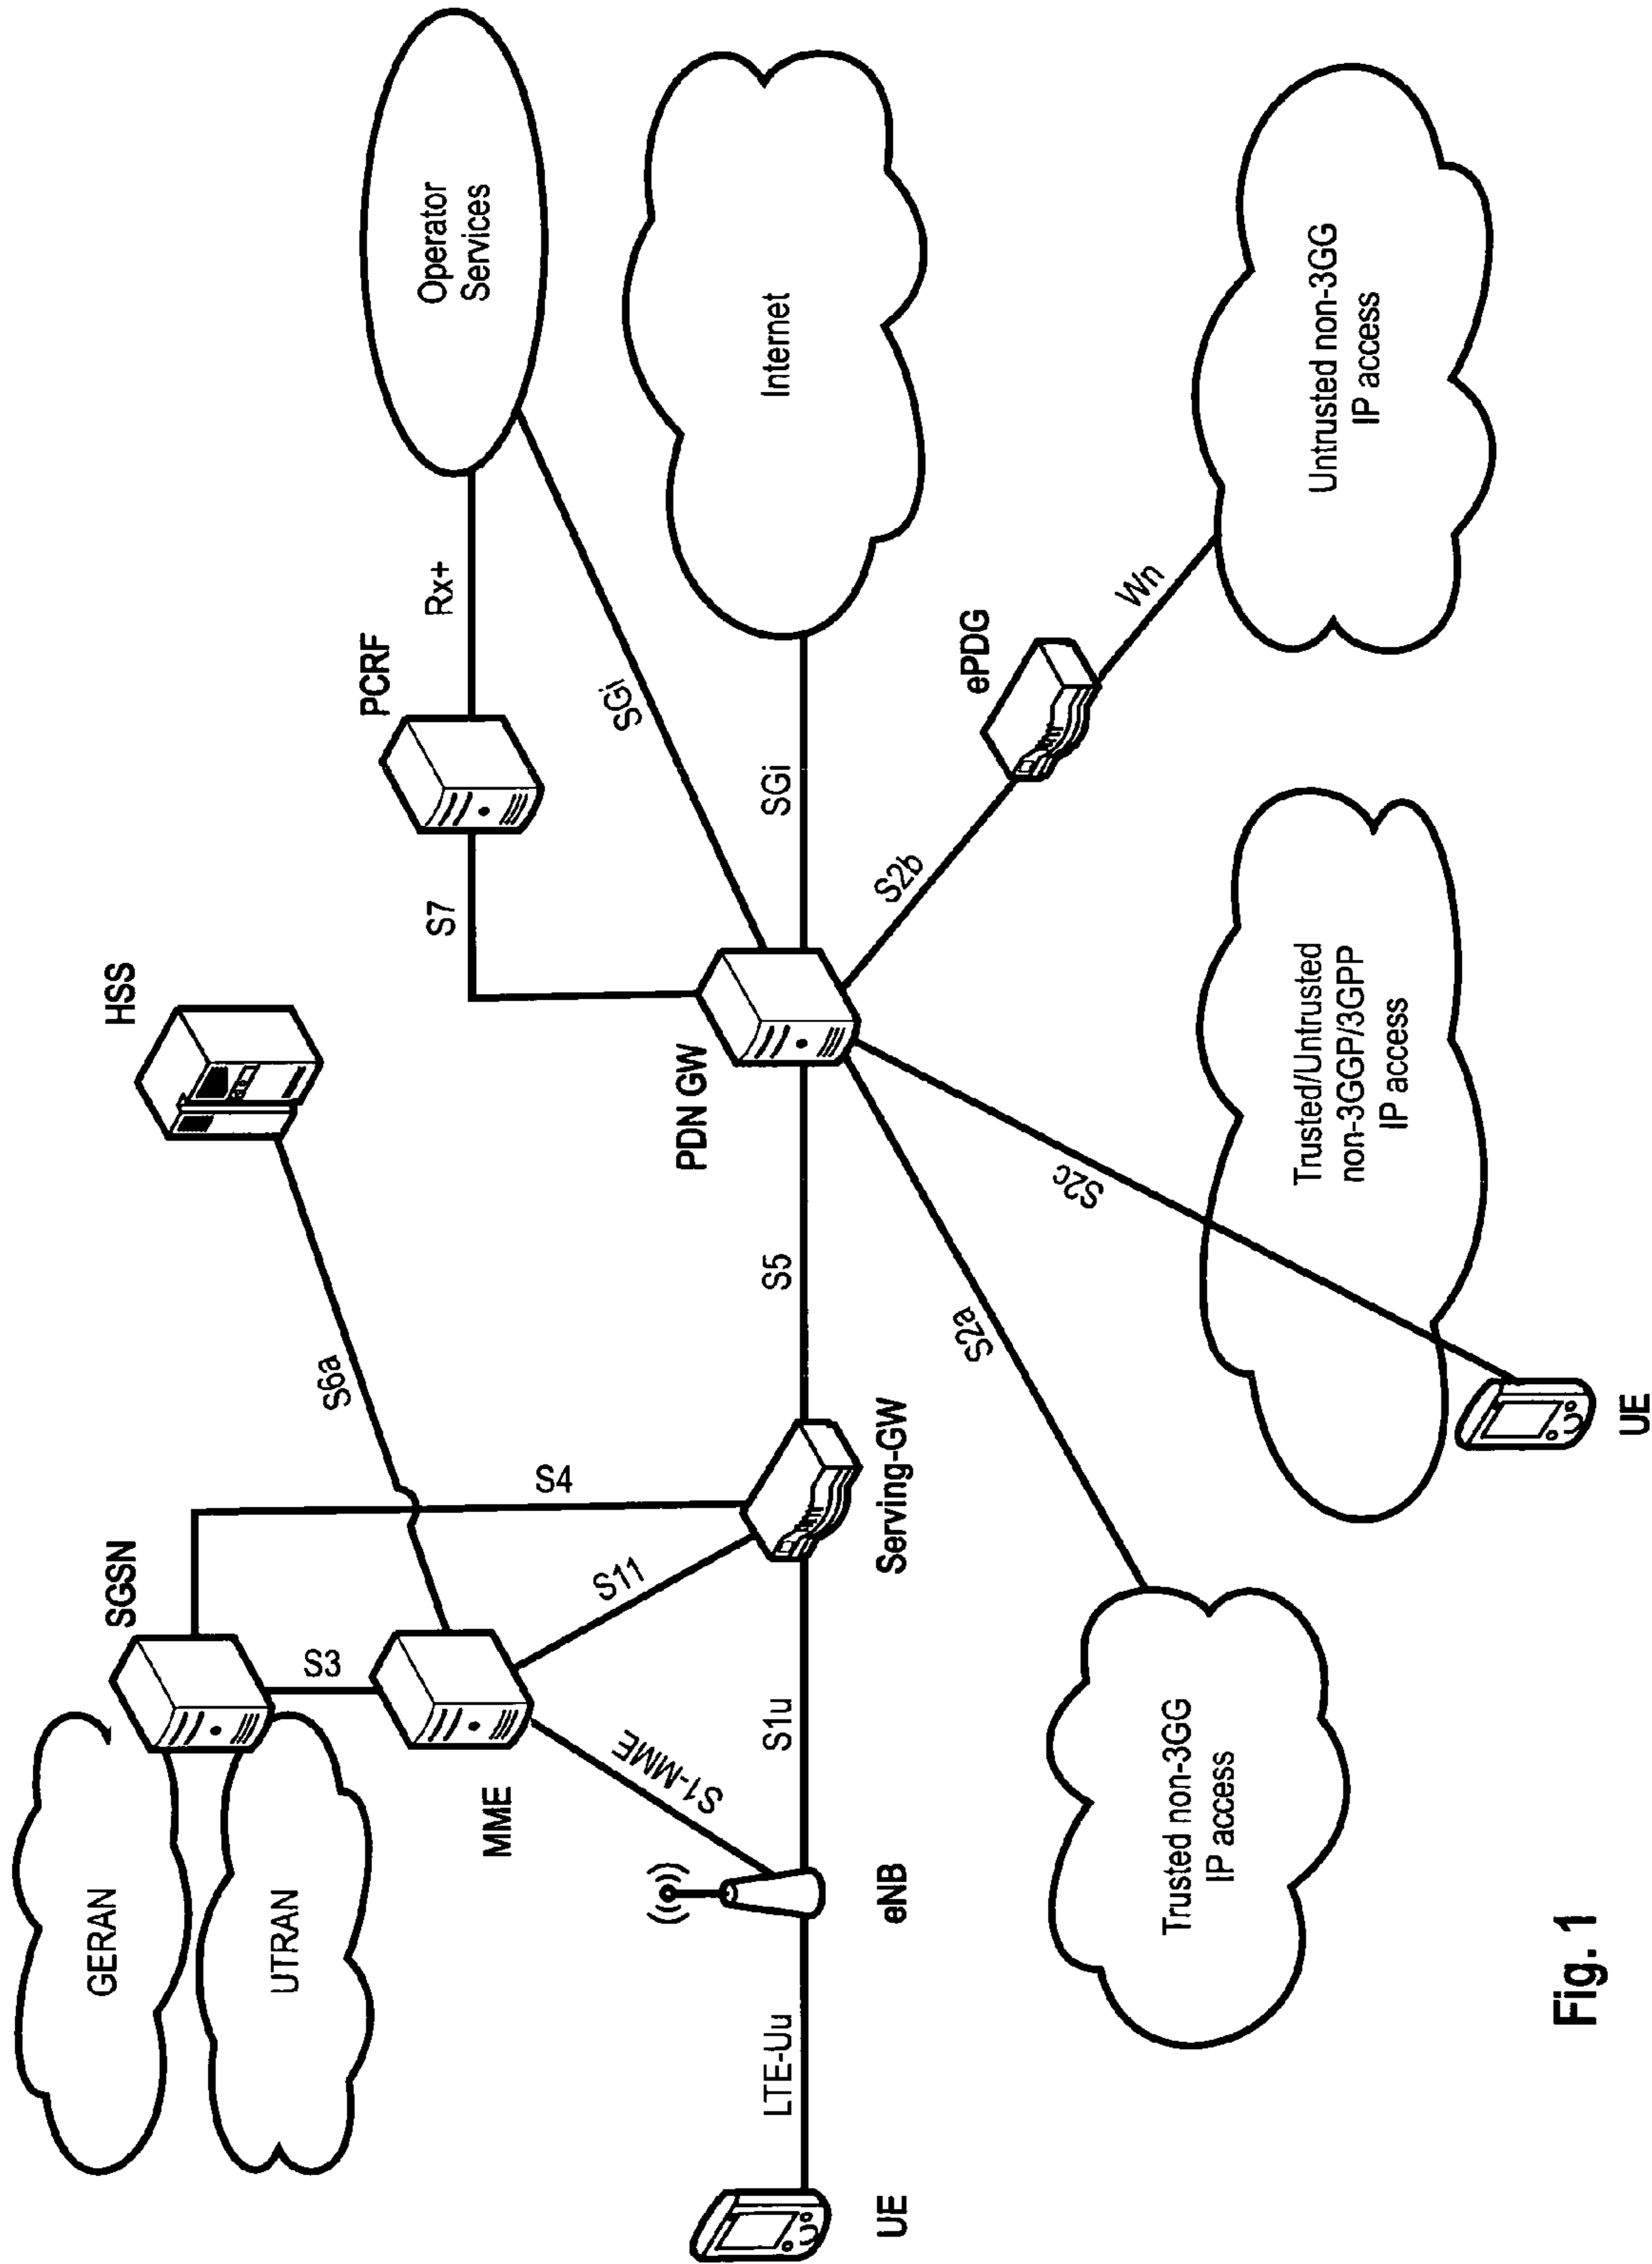 GERAN
UTRAN
SGSN
HSS
S3
S6a
S4
MME
S11
S1-MME
S7
PCRF
Rx+
Operator
Services
SGi
Internet
SGi
UE
LTE-Uu
eNB
S1u
Serving-GW
S5
PDN GW
S2a
S2c
S2b
ePDG
Wn
Trusted non-3GG
IP access
Trusted/Untrusted
non-3GGP/3GPP
IP access
Untrusted non-3GG
IP access
UE
Fig. 1